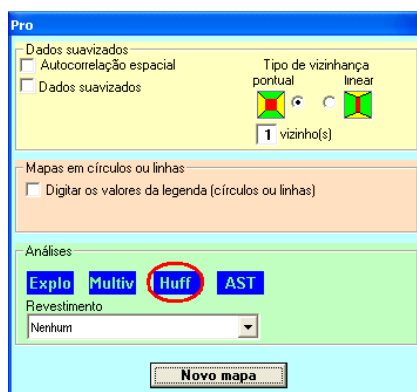 Pro
Dados suavizados
Autocorrelação espacial
Dados suavizados
Tipo de vizinhança
pontual linear
1 vizinho(s)
Mapas em círculos ou linhas
Digitar os valores da legenda (círculos ou linhas)
Análises
Explo Multiv Huff AST
Revestimento
Nenhum
Novo mapa